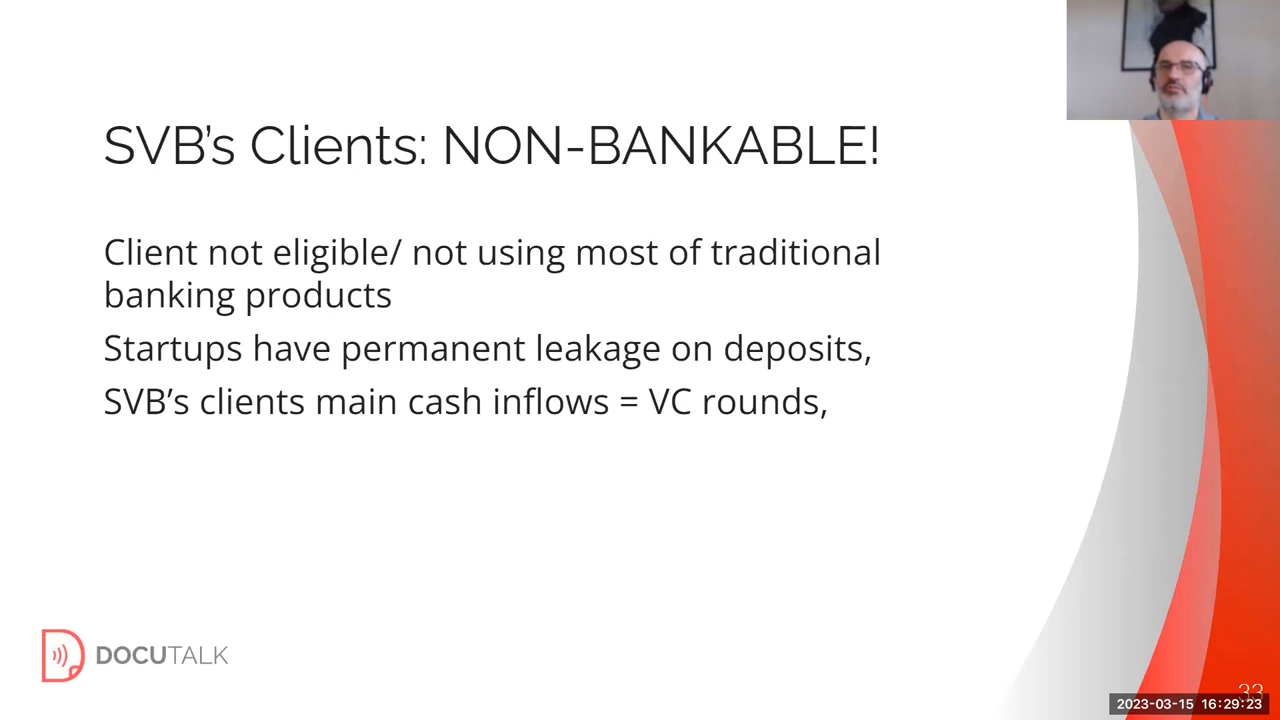 SVB’s Clients: NON-BANKABLE!
Client not eligible/ not using most of traditional
banking products
Startups have permanent leakage on deposits,
SVB’s clients main cash inflows = VC rounds,
DOCUTALK
33
2023-03-15 16:29:23